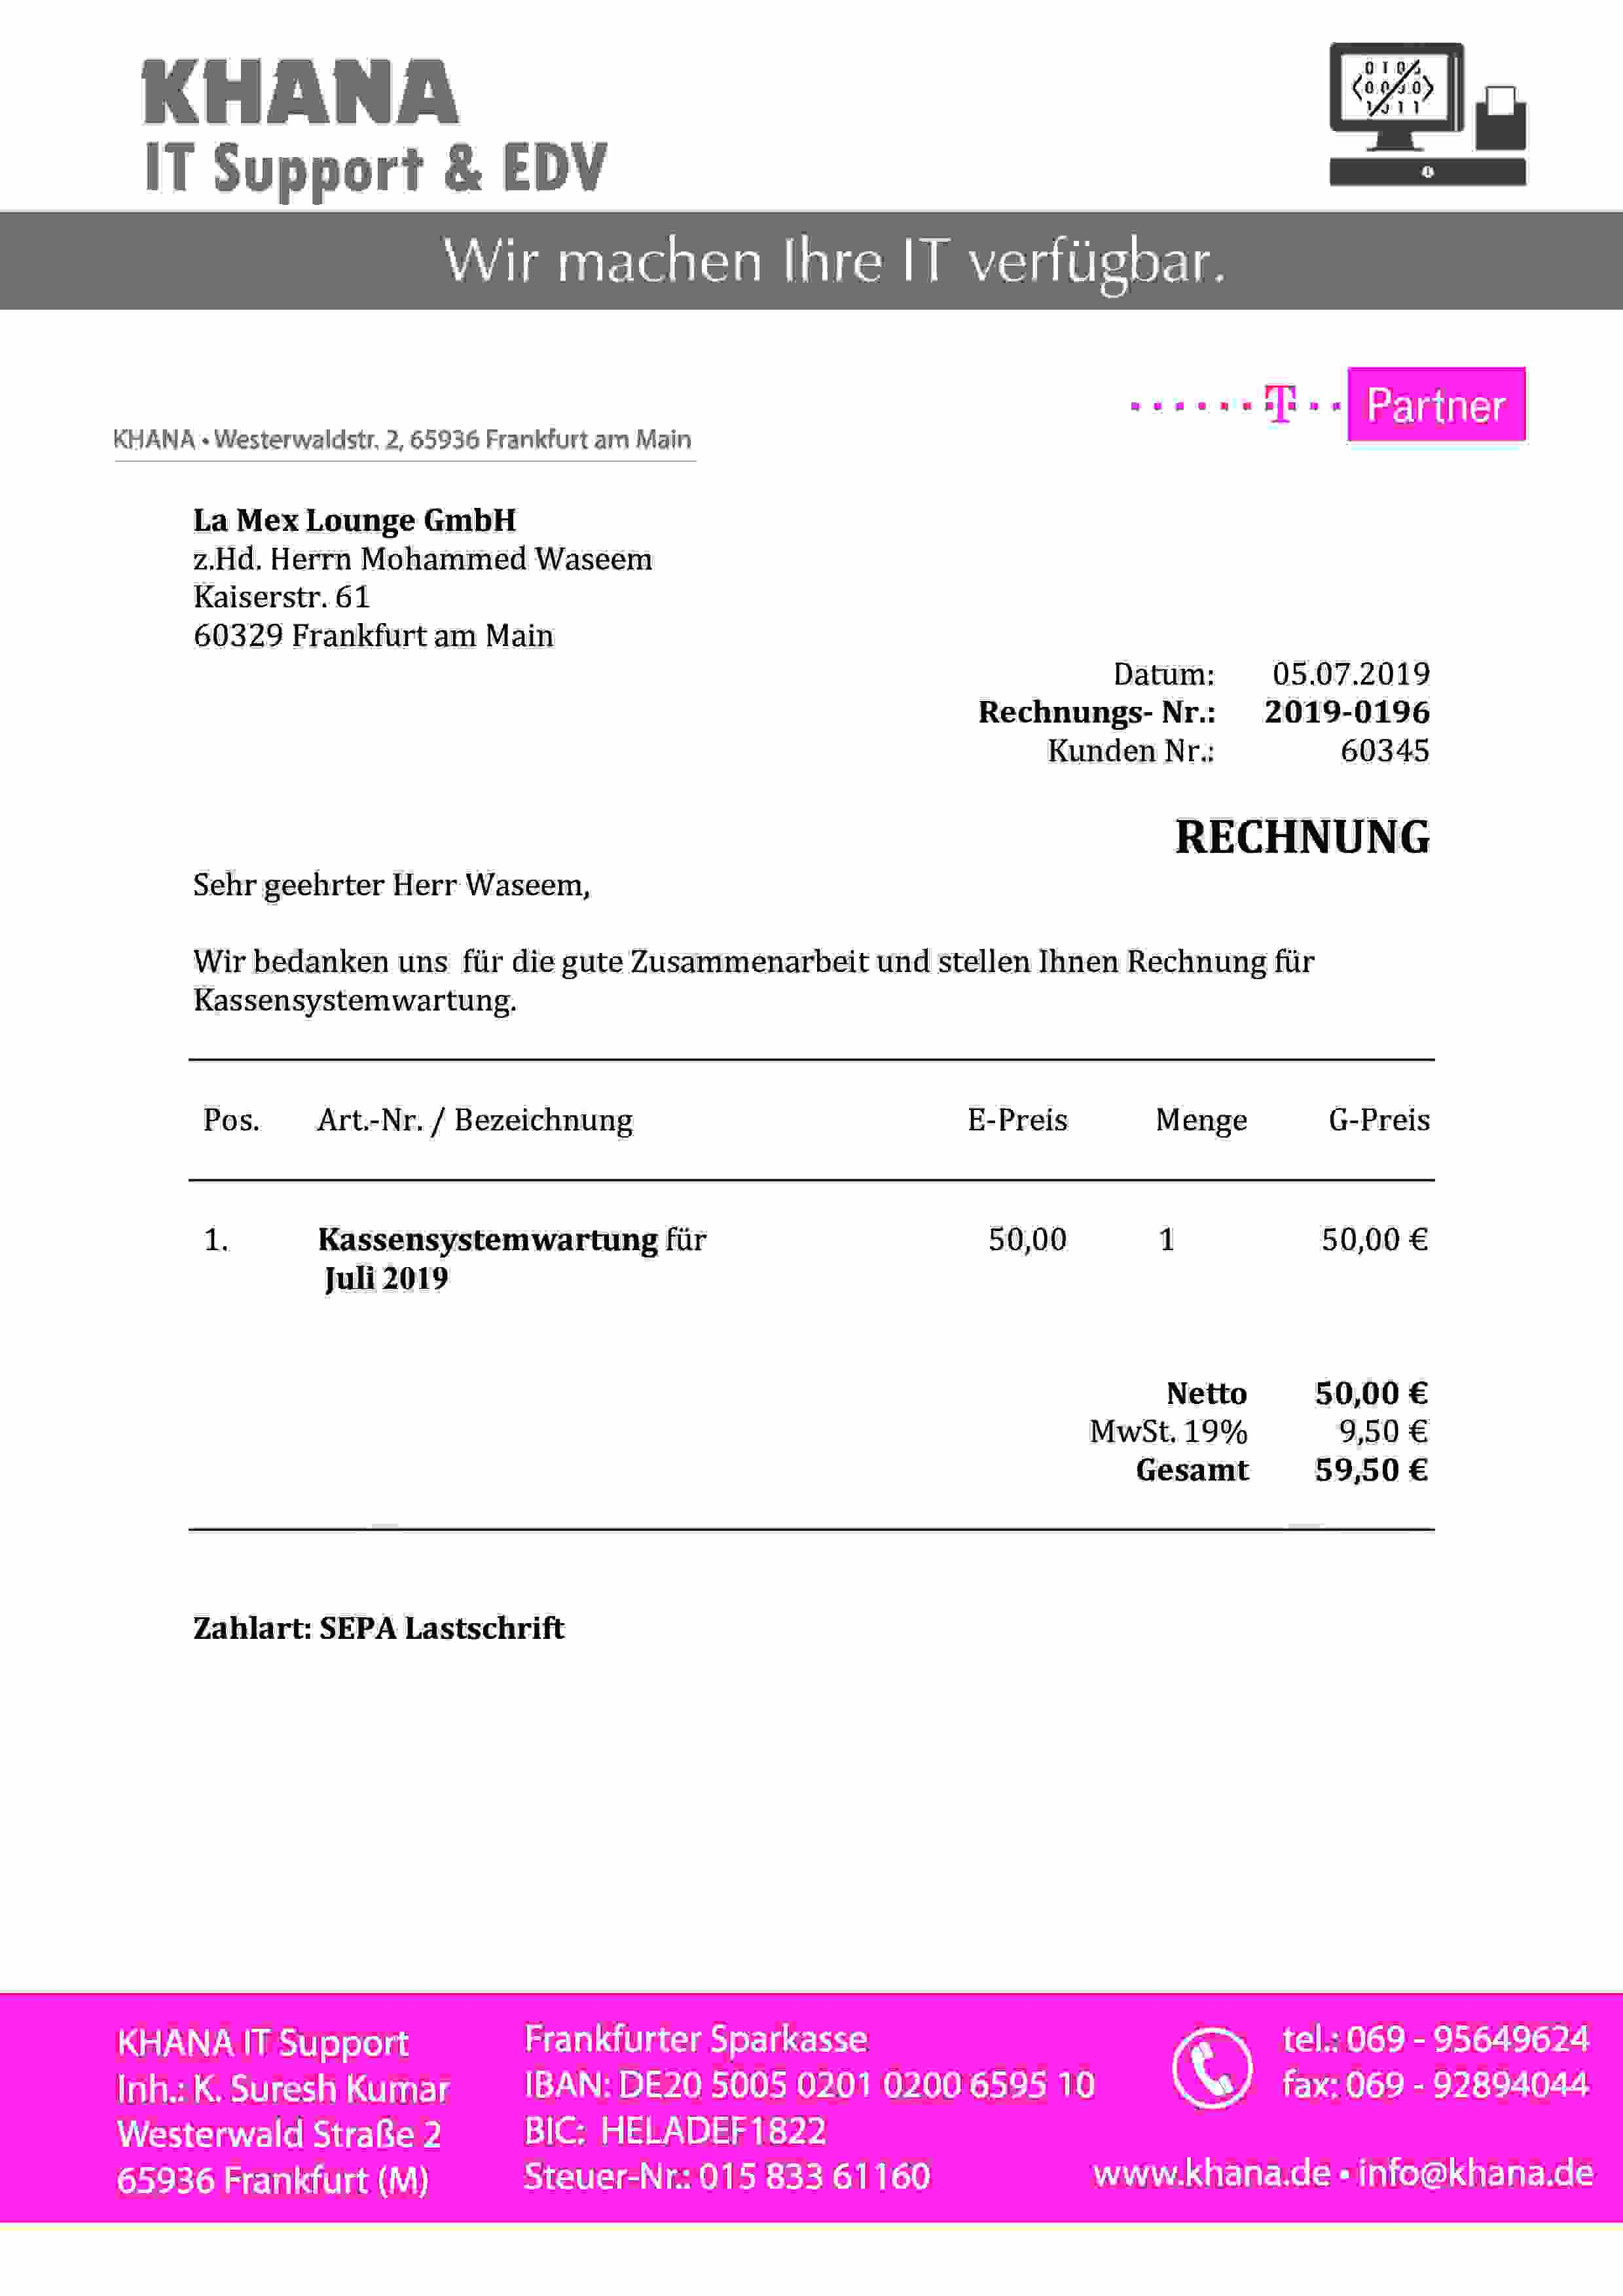 KHANA
IT Support & EDV
Wir machen Ihre IT verfügbar.
T Partner
KHANA • Westerwaldstr. 2, 65936 Frankfurt am Main
La Mex Lounge GmbH
z.Hd. Herrn Mohammed Waseem
Kaiserstr. 61
60329 Frankfurt am Main
Datum: 05.07.2019
Rechnungs- Nr.: 2019-0196
Kunden Nr.: 60345
RECHNUNG
Sehr geehrter Herr Waseem,
Wir bedanken uns für die gute Zusammenarbeit und stellen Ihnen Rechnung für
Kassensystemwartung.
Pos. Art.-Nr. / Bezeichnung E-Preis Menge G-Preis
1. Kassensystemwartung für 50,00 1 50,00 €
Juli 2019
Netto 50,00 €
MwSt. 19% 9,50 €
Gesamt 59,50 €
Zahlart: SEPA Lastschrift
KHANA IT Support
Inh.: K. Suresh Kumar
Westerwald Straße 2
65936 Frankfurt (M)
Frankfurter Sparkasse
IBAN: DE20 5005 0201 0200 6595 10
BIC: HELADEF1822
Steuer-Nr.: 015 833 61160
tel.: 069 - 95649624
fax: 069 - 92894044
www.khana.de • info@khana.de